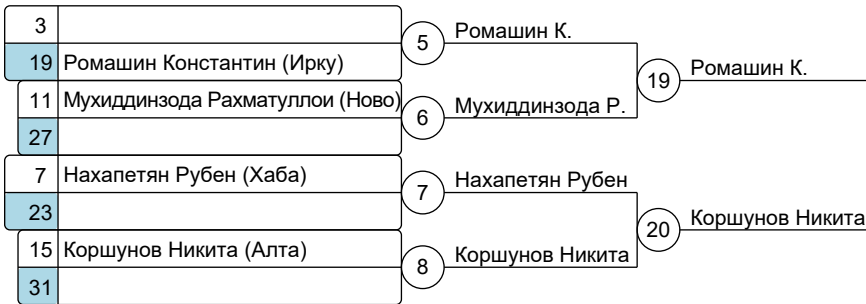 3
5 Ромашин К.
19 Ромашин Константин (Ирку)
19 Ромашин К.
11 Мухиддинзода Рахматуллои (Ново)
6 Мухиддинзода Р.
27
7 Нахапетян Рубен (Хаба)
7 Нахапетян Рубен
23
20 Коршунов Никита
15 Коршунов Никита (Алта)
8 Коршунов Никита
31